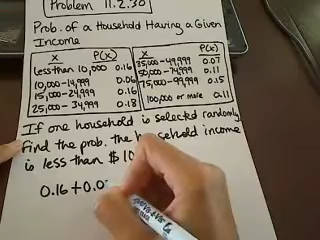 Problem 11.2.30
Prob. of a Household Having a Given
Income
x P(x)
less than 10,000 0.16
10,000-14,999 0.06
15,000-24,999 0.16
25,000-34,999 0.18
x P(x)
35,000-49,999 0.07
50,000-74,999 0.11
75,000-99,999 0.15
100,000 or more 0.11
If one household is selected randomly
find the prob. the household income
is less than $10
0.16+0.0